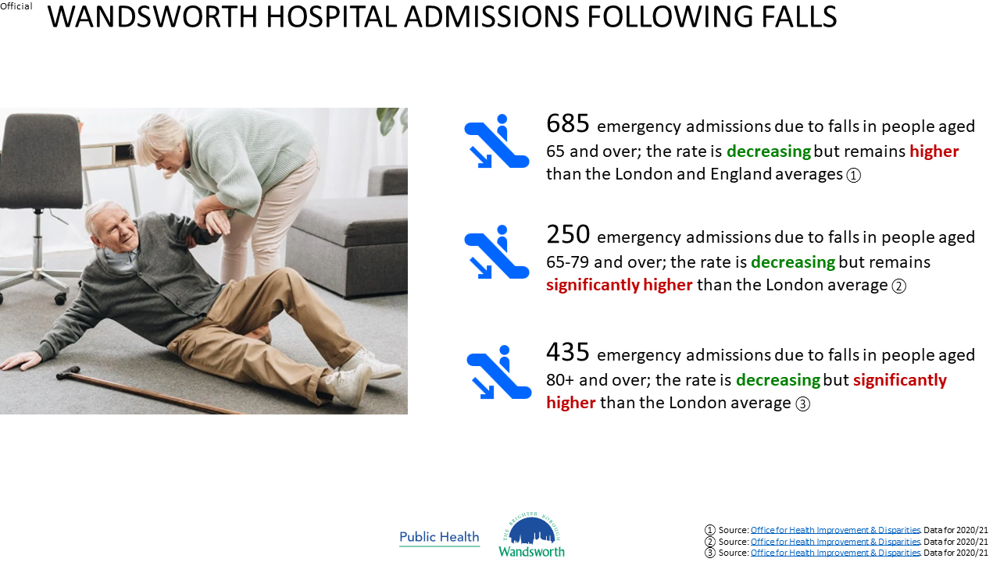 Official
WANDSWORTH HOSPITAL ADMISSIONS FOLLOWING FALLS
685 emergency admissions due to falls in people aged
65 and over; the rate is decreasing but remains higher
than the London and England averages ①
250 emergency admissions due to falls in people aged
65-79 and over; the rate is decreasing but remains
significantly higher than the London average ②
435 emergency admissions due to falls in people aged
80+ and over; the rate is decreasing but significantly
higher than the London average ③
Public Health
THE BRIGHTER BOROUGH
Wandsworth
① Source: Office for Health Improvement & Disparities. Data for 2020/21
② Source: Office for Health Improvement & Disparities. Data for 2020/21
③ Source: Office for Health Improvement & Disparities. Data for 2020/21